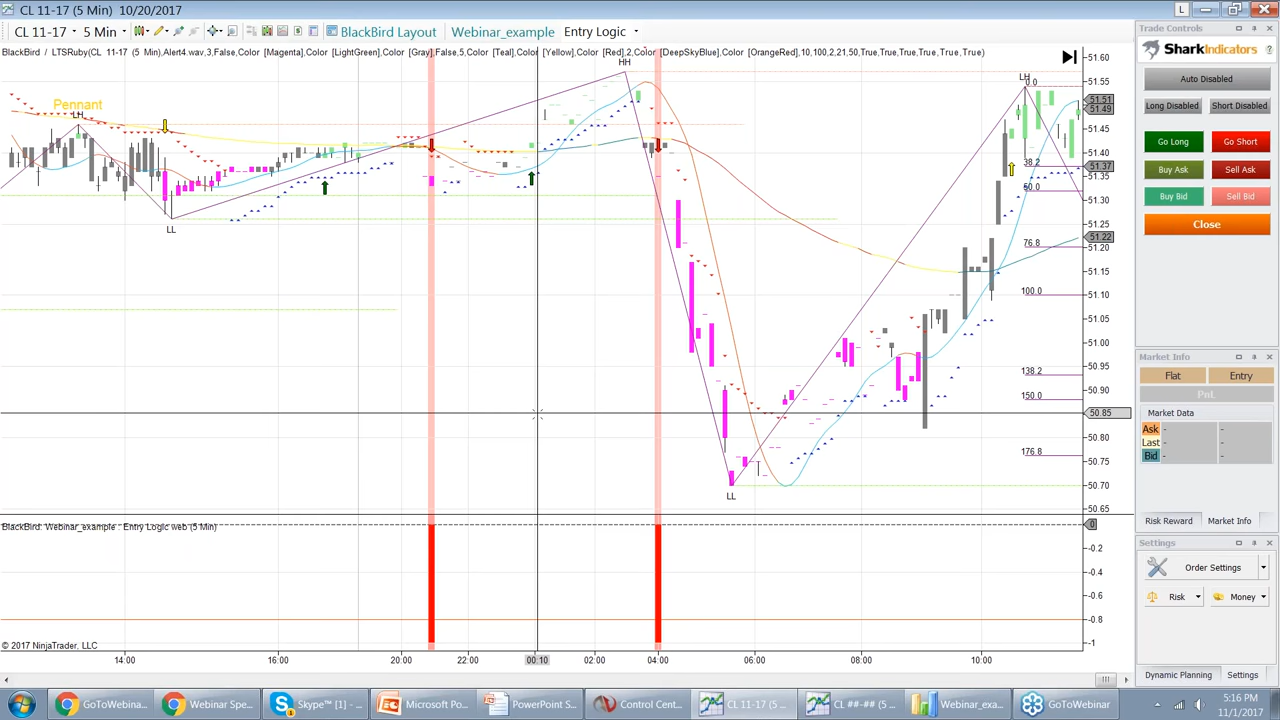 CL 11-17 (5 Min) 10/20/2017
L
CL 11-17
5 Min
BlackBird Layout
Webinar_example
Entry Logic
BlackBird / LTSRuby(CL 11-17 (5 Min),Alert4.wav,3,False,Color [Magenta],Color [LightGreen],Color [Gray],False,5,Color [Teal],Color [Yellow],Color [Red],2,Color [DeepSkyBlue],Color [OrangeRed],10,100,2,21,50,True,True,True,True,True)
HH
Pennant
LH
LL
LL
LH
0 0
38.2
50.0
76.8
100.0
138.2
150.0
176.8
51.60
51.55
51.51
51.49
51.45
51.40
51.37
51.35
51.30
51.25
51.22
51.20
51.15
51.10
51.05
51.00
50.95
50.90
50.85
50.80
50.75
50.70
50.65
BlackBird: Webinar_example : Entry Logic web (5 Min)
0
-0.2
-0.4
-0.6
-0.8
-1
© 2017 NinjaTrader, LLC
14:00
16:00
20:00
22:00
00:10
02:00
04:00
06:00
08:00
10:00
Trade Controls
SharkIndicators
?
Auto Disabled
Long Disabled
Short Disabled
Go Long
Go Short
Buy Ask
Sell Ask
Buy Bid
Sell Bid
Close
Market Info
Flat
Entry
PnL
Market Data
Ask - -
Last - -
Bid - -
Risk Reward
Market Info
Settings
Order Settings
Risk
Money
Dynamic Planning
Settings
GoToWebina...
Webinar Spe...
Skype™ [1] - ...
Microsoft Po...
PowerPoint S...
Control Cent...
CL 11-17 (5 ...
CL ##-## (5 ...
Webinar_exa...
GoToWebinar
5:16 PM
11/1/2017